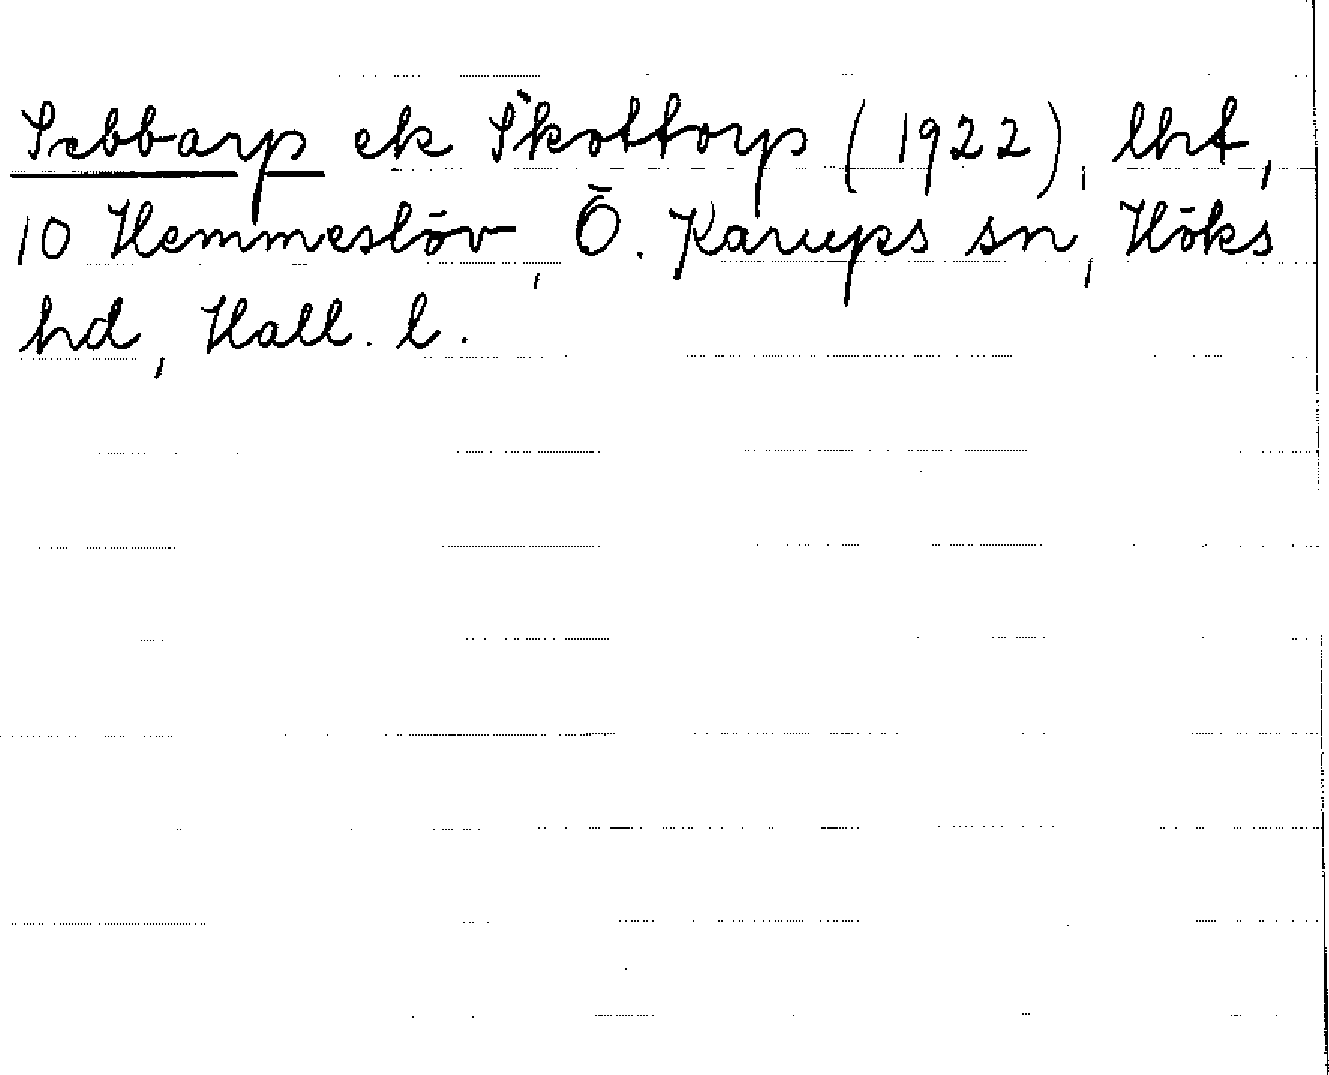 Sebbarp ek Skottorp (1922), lht,
10 Hemmeslöv, Ö. Karups sn, Höks
hd, Hall. l.